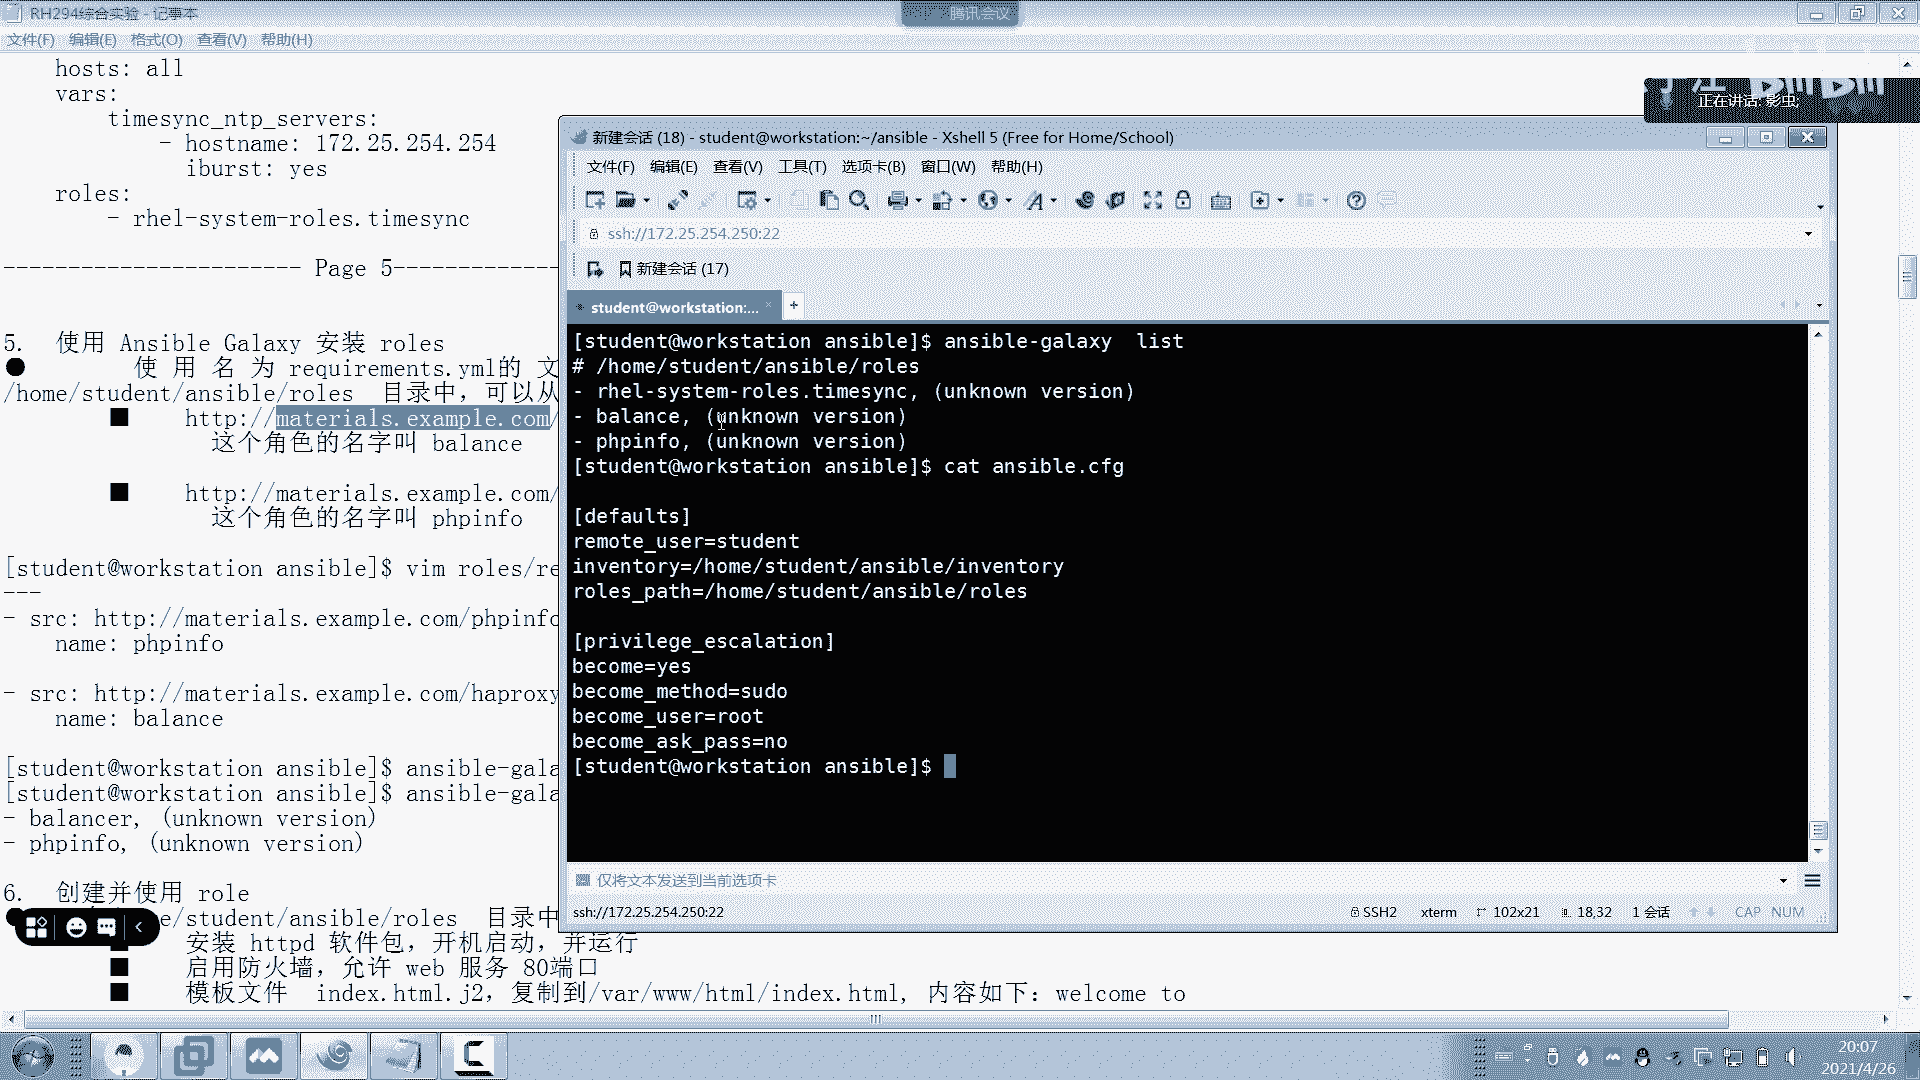 RH294综合实验 - 记事本
腾讯会议
文件(F) 编辑(E) 格式(O) 查看(V) 帮助(H)
正在讲话: 影虫;
hosts: all
vars:
timesync_ntp_servers:
- hostname: 172.25.254.254
iburst: yes
roles:
- rhel-system-roles.timesync
----------------------- Page 5-------------
5. 使用 Ansible Galaxy 安装 roles
● 使 用 名 为 requirements.yml的 文
/home/student/ansible/roles 目录中，可以从
■ http://materials.example.com/
这个角色的名字叫 balance
■ http://materials.example.com/
这个角色的名字叫 phpinfo
[student@workstation ansible]$ vim roles/re
---
- src: http://materials.example.com/phpinfo
name: phpinfo
- src: http://materials.example.com/haproxy
name: balance
[student@workstation ansible]$ ansible-gala
[student@workstation ansible]$ ansible-gala
- balancer, (unknown version)
- phpinfo, (unknown version)
6. 创建并使用 role
e/student/ansible/roles 目录中
■ 安装 httpd 软件包，开机启动，并运行
■ 启用防火墙，允许 web 服务 80端口
■ 模板文件 index.html.j2，复制到/var/www/html/index.html, 内容如下：welcome to
新建会话 (18) - student@workstation:~/ansible - Xshell 5 (Free for Home/School)
文件(F) 编辑(E) 查看(V) 工具(T) 选项卡(B) 窗口(W) 帮助(H)
ssh://172.25.254.250:22
新建会话 (17)
student@workstation:... × +
[student@workstation ansible]$ ansible-galaxy  list
# /home/student/ansible/roles
- rhel-system-roles.timesync, (unknown version)
- balance, (unknown version)
- phpinfo, (unknown version)
[student@workstation ansible]$ cat ansible.cfg
[defaults]
remote_user=student
inventory=/home/student/ansible/inventory
roles_path=/home/student/ansible/roles
[privilege_escalation]
become=yes
become_method=sudo
become_user=root
become_ask_pass=no
[student@workstation ansible]$
仅将文本发送到当前选项卡
ssh://172.25.254.250:22 SSH2 xterm 102x21 18,32 1 会话 CAP NUM
20:07
2021/4/26